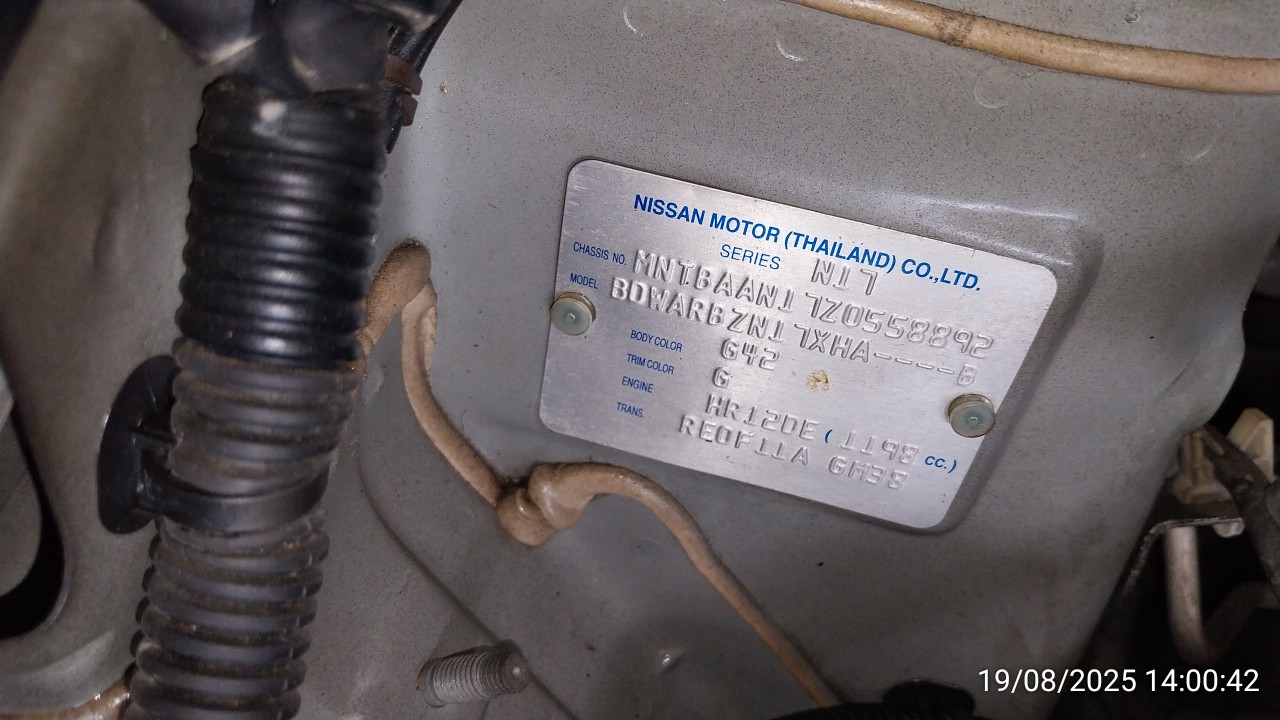 NISSAN MOTOR (THAILAND) CO.,LTD.
SERIES N17
CHASSIS NO. MNTBAAN17Z0558892
MODEL BDWARBZN17XHA----B
BODY COLOR G42
TRIM COLOR G
ENGINE HR12DE ( 1198 CC.)
TRANS. RE0F11A GM38
19/08/2025 14:00:42